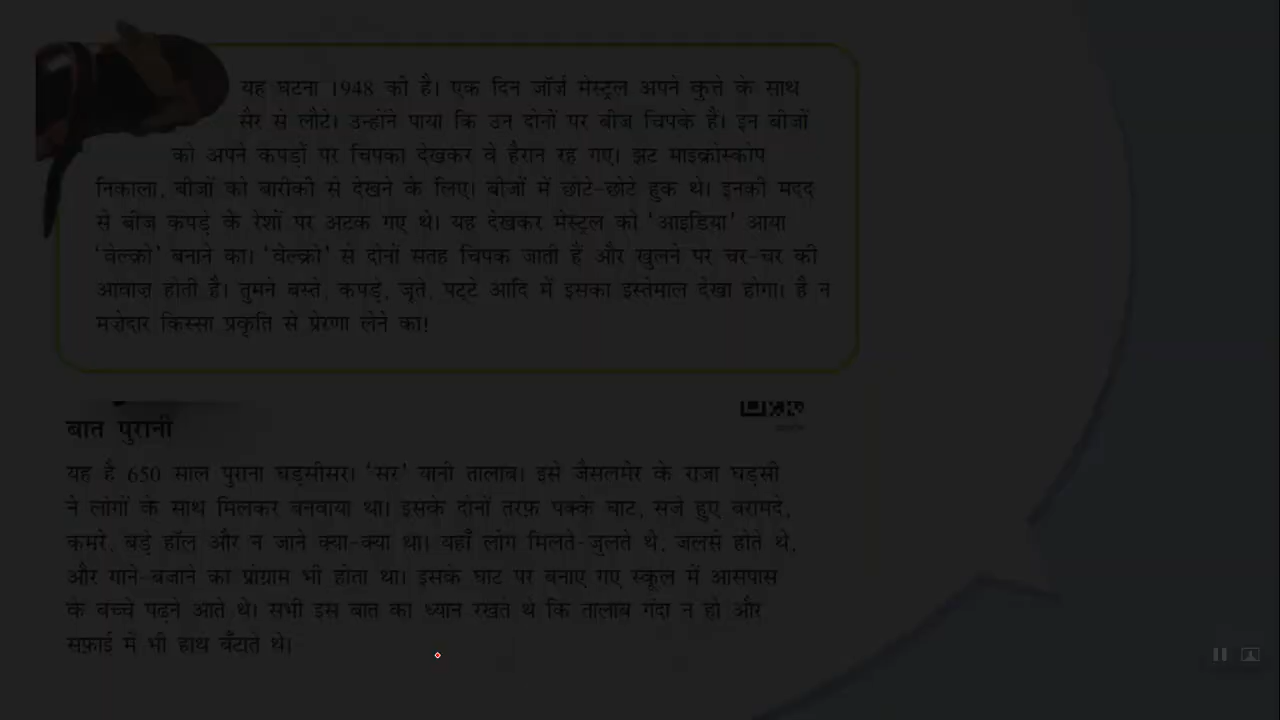 यह घटना 1948 की है। एक दिन जॉर्ज मेस्ट्रल अपने कुत्ते के साथ
सैर से लौटे। उन्होंने पाया कि उन दोनों पर बीज चिपके हैं। इन बीजों
को अपने कपड़ों पर चिपका देखकर वे हैरान रह गए। झट माइक्रोस्कोप
निकाला, बीजों को बारीकी से देखने के लिए। बीजों में छोटे-छोटे हुक थे। इनकी मदद
से बीज कपड़े के रेशों पर अटक गए थे। यह देखकर मेस्ट्रल को ‘आइडिया’ आया
‘वेल्क्रो’ बनाने का। ‘वेल्क्रो’ से दोनों सतह चिपक जाती हैं और खुलने पर चर-चर की
आवाज़ होती है। तुमने बस्ते, कपड़े, जूते, पट्टे आदि में इसका इस्तेमाल देखा होगा। है न
मज़ेदार किस्सा प्रकृति से प्रेरणा लेने का!
बात पुरानी
यह है 650 साल पुराना घड़सीसर। ‘सर’ यानी तालाब। इसे जैसलमेर के राजा घड़सी
ने लोगों के साथ मिलकर बनवाया था। इसके दोनों तरफ़ पक्के घाट, सजे हुए बरामदे,
कमरे, बड़े हॉल और न जाने क्या-क्या था। यहाँ लोग मिलते-जुलते थे, जलसे होते थे,
और गाने-बजाने का प्रोग्राम भी होता था। इसके घाट पर बनाए गए स्कूल में आसपास
के बच्चे पढ़ने आते थे। सभी इस बात का ध्यान रखते थे कि तालाब गंदा न हो और
सफ़ाई में भी हाथ बँटाते थे।